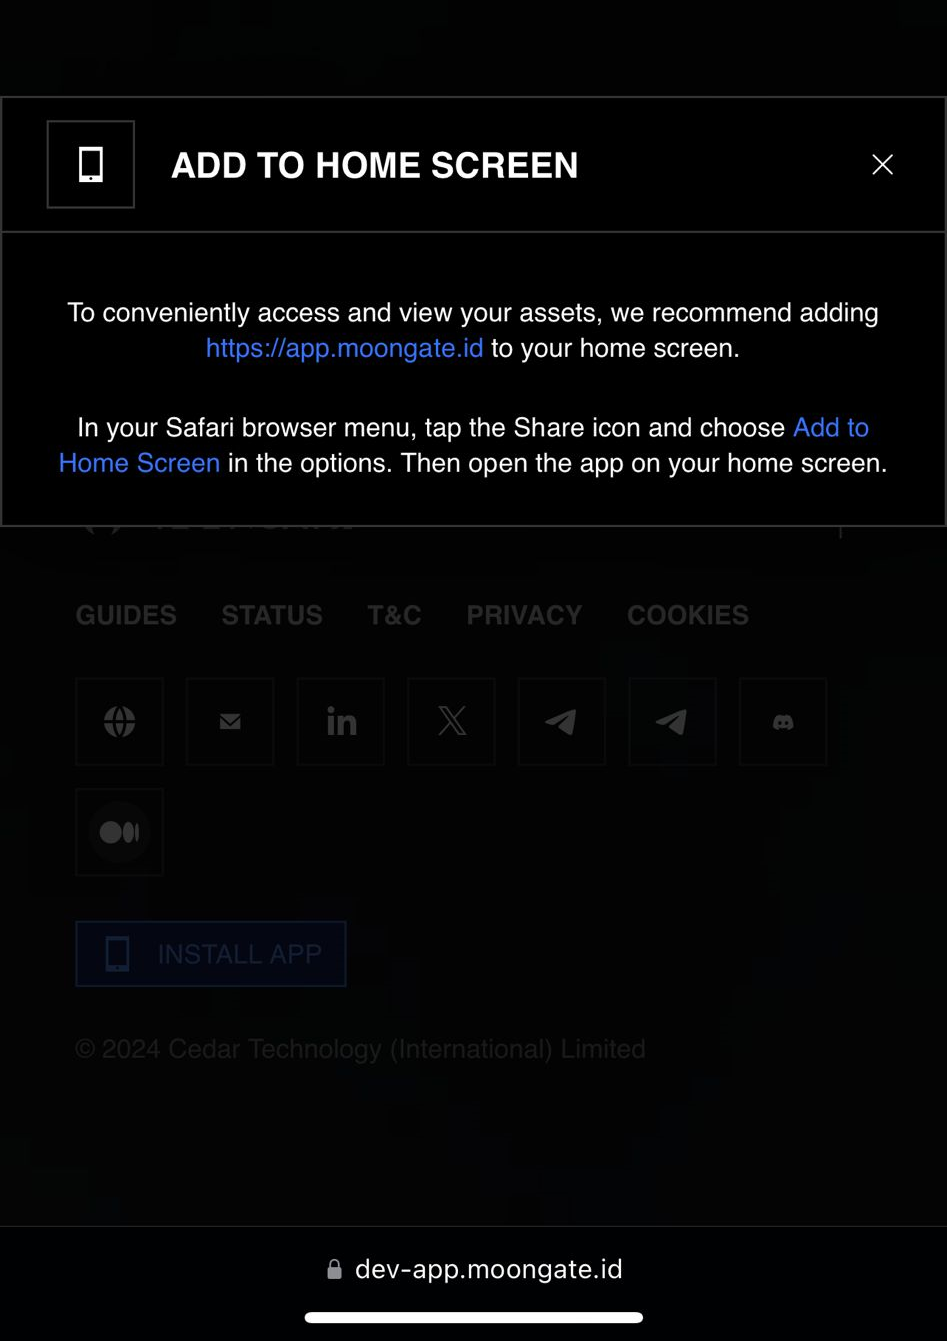 ADD TO HOME SCREEN
To conveniently access and view your assets, we recommend adding
https://app.moongate.id to your home screen.
In your Safari browser menu, tap the Share icon and choose Add to
Home Screen in the options. Then open the app on your home screen.
GUIDES STATUS T&C PRIVACY COOKIES
in
INSTALL APP
© 2024 Cedar Technology (International) Limited
dev-app.moongate.id